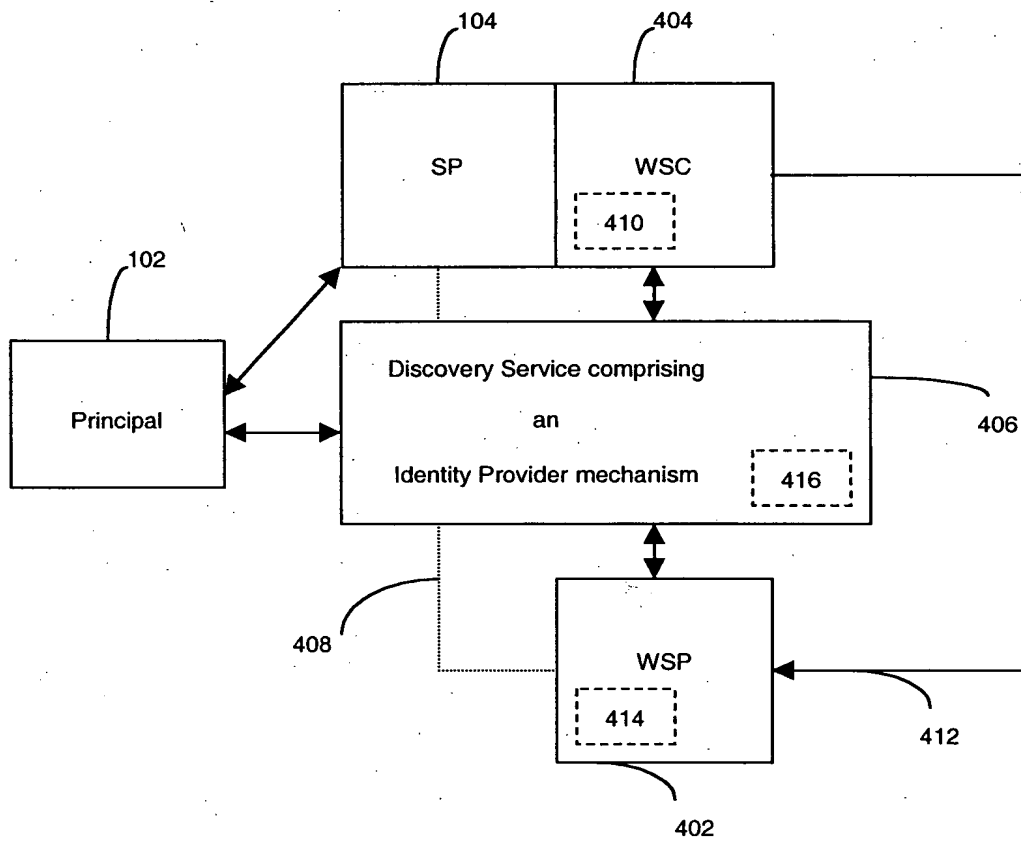 104
404
SP
WSC
410
102
Principal
Discovery Service comprising
an
Identity Provider mechanism
416
406
408
WSP
414
412
402